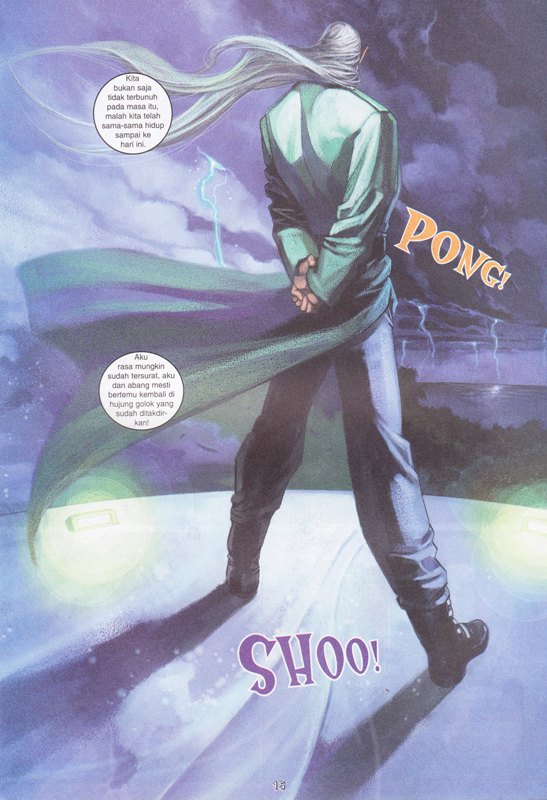 Kita
bukan saja
tidak terbunuh
pada masa itu,
malah kita telah
sama-sama hidup
sampai ke
hari ini.
PONG!
Aku
rasa mungkin
sudah tersurat, aku
dan abang mesti
bertemu kembali di
hujung golok yang
sudah ditakdir-
kan!
SHOO!
15